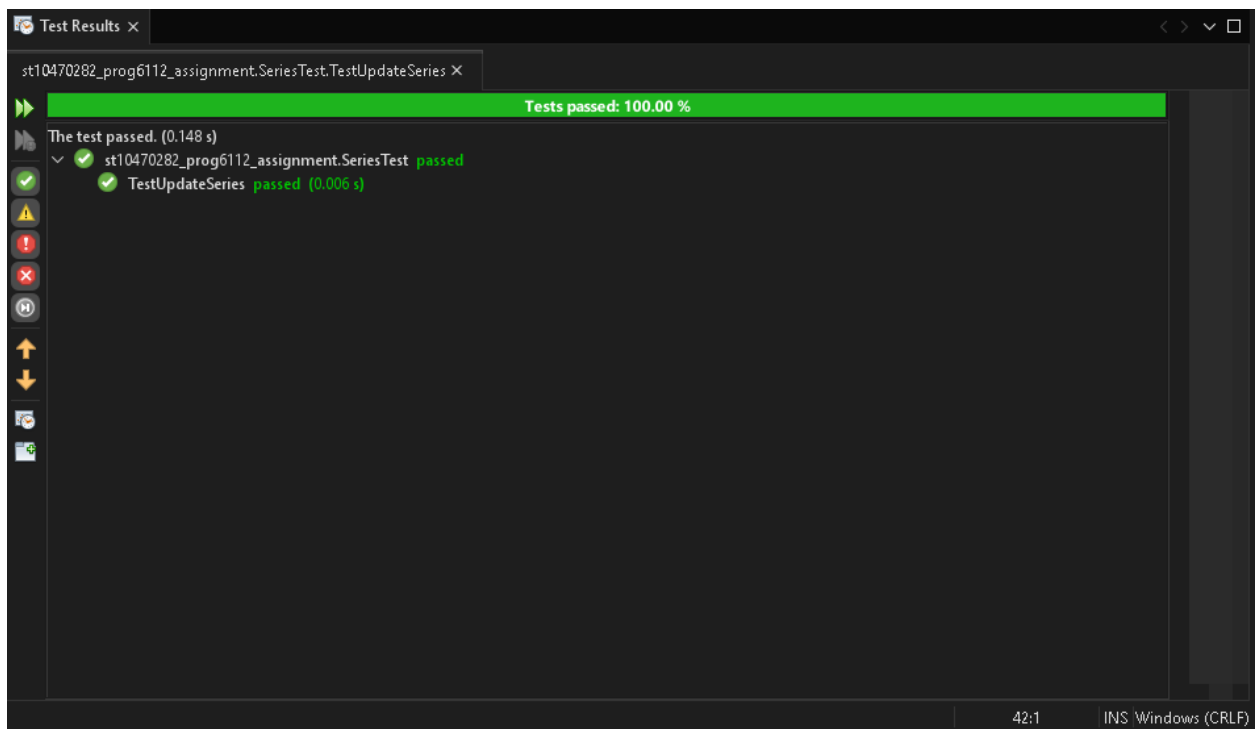 Test Results
st10470282_prog6112_assignment.SeriesTest.TestUpdateSeries
Tests passed: 100.00 %
The test passed. (0.148 s)
st10470282_prog6112_assignment.SeriesTest passed
TestUpdateSeries passed (0.006 s)
42:1 INS Windows (CRLF)